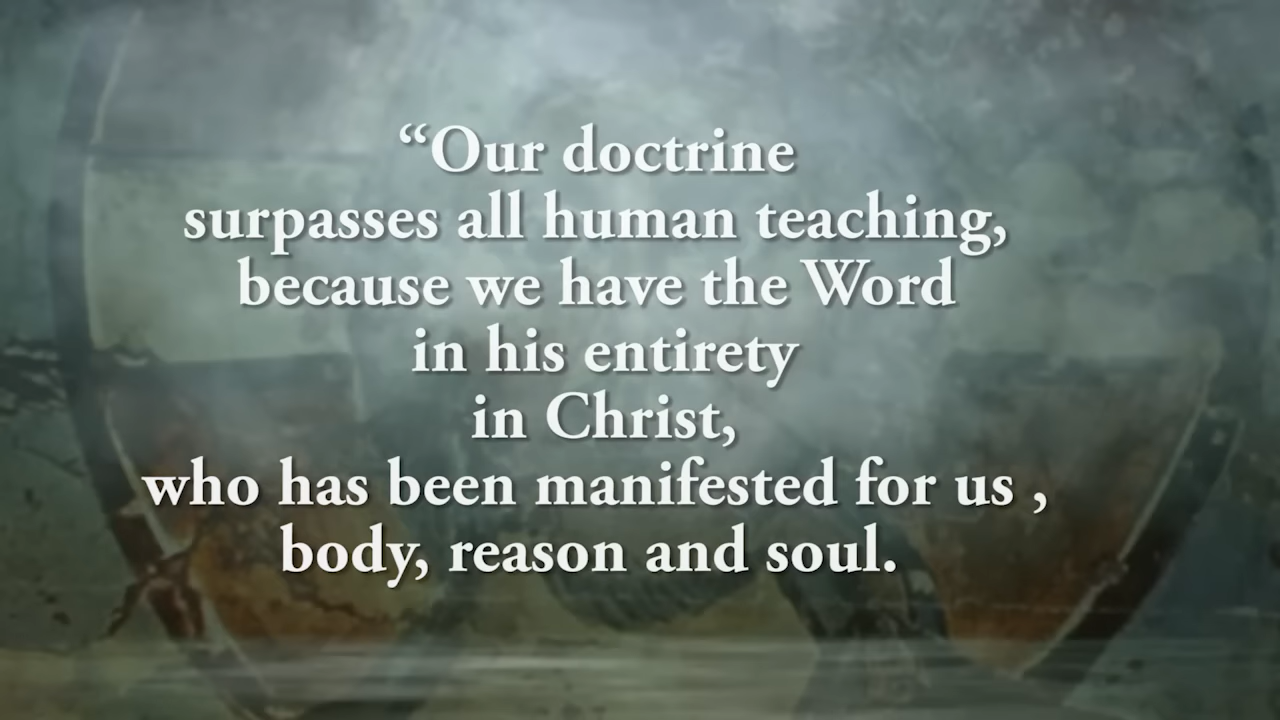 “Our doctrine
surpasses all human teaching,
because we have the Word
in his entirety
in Christ,
who has been manifested for us ,
body, reason and soul.